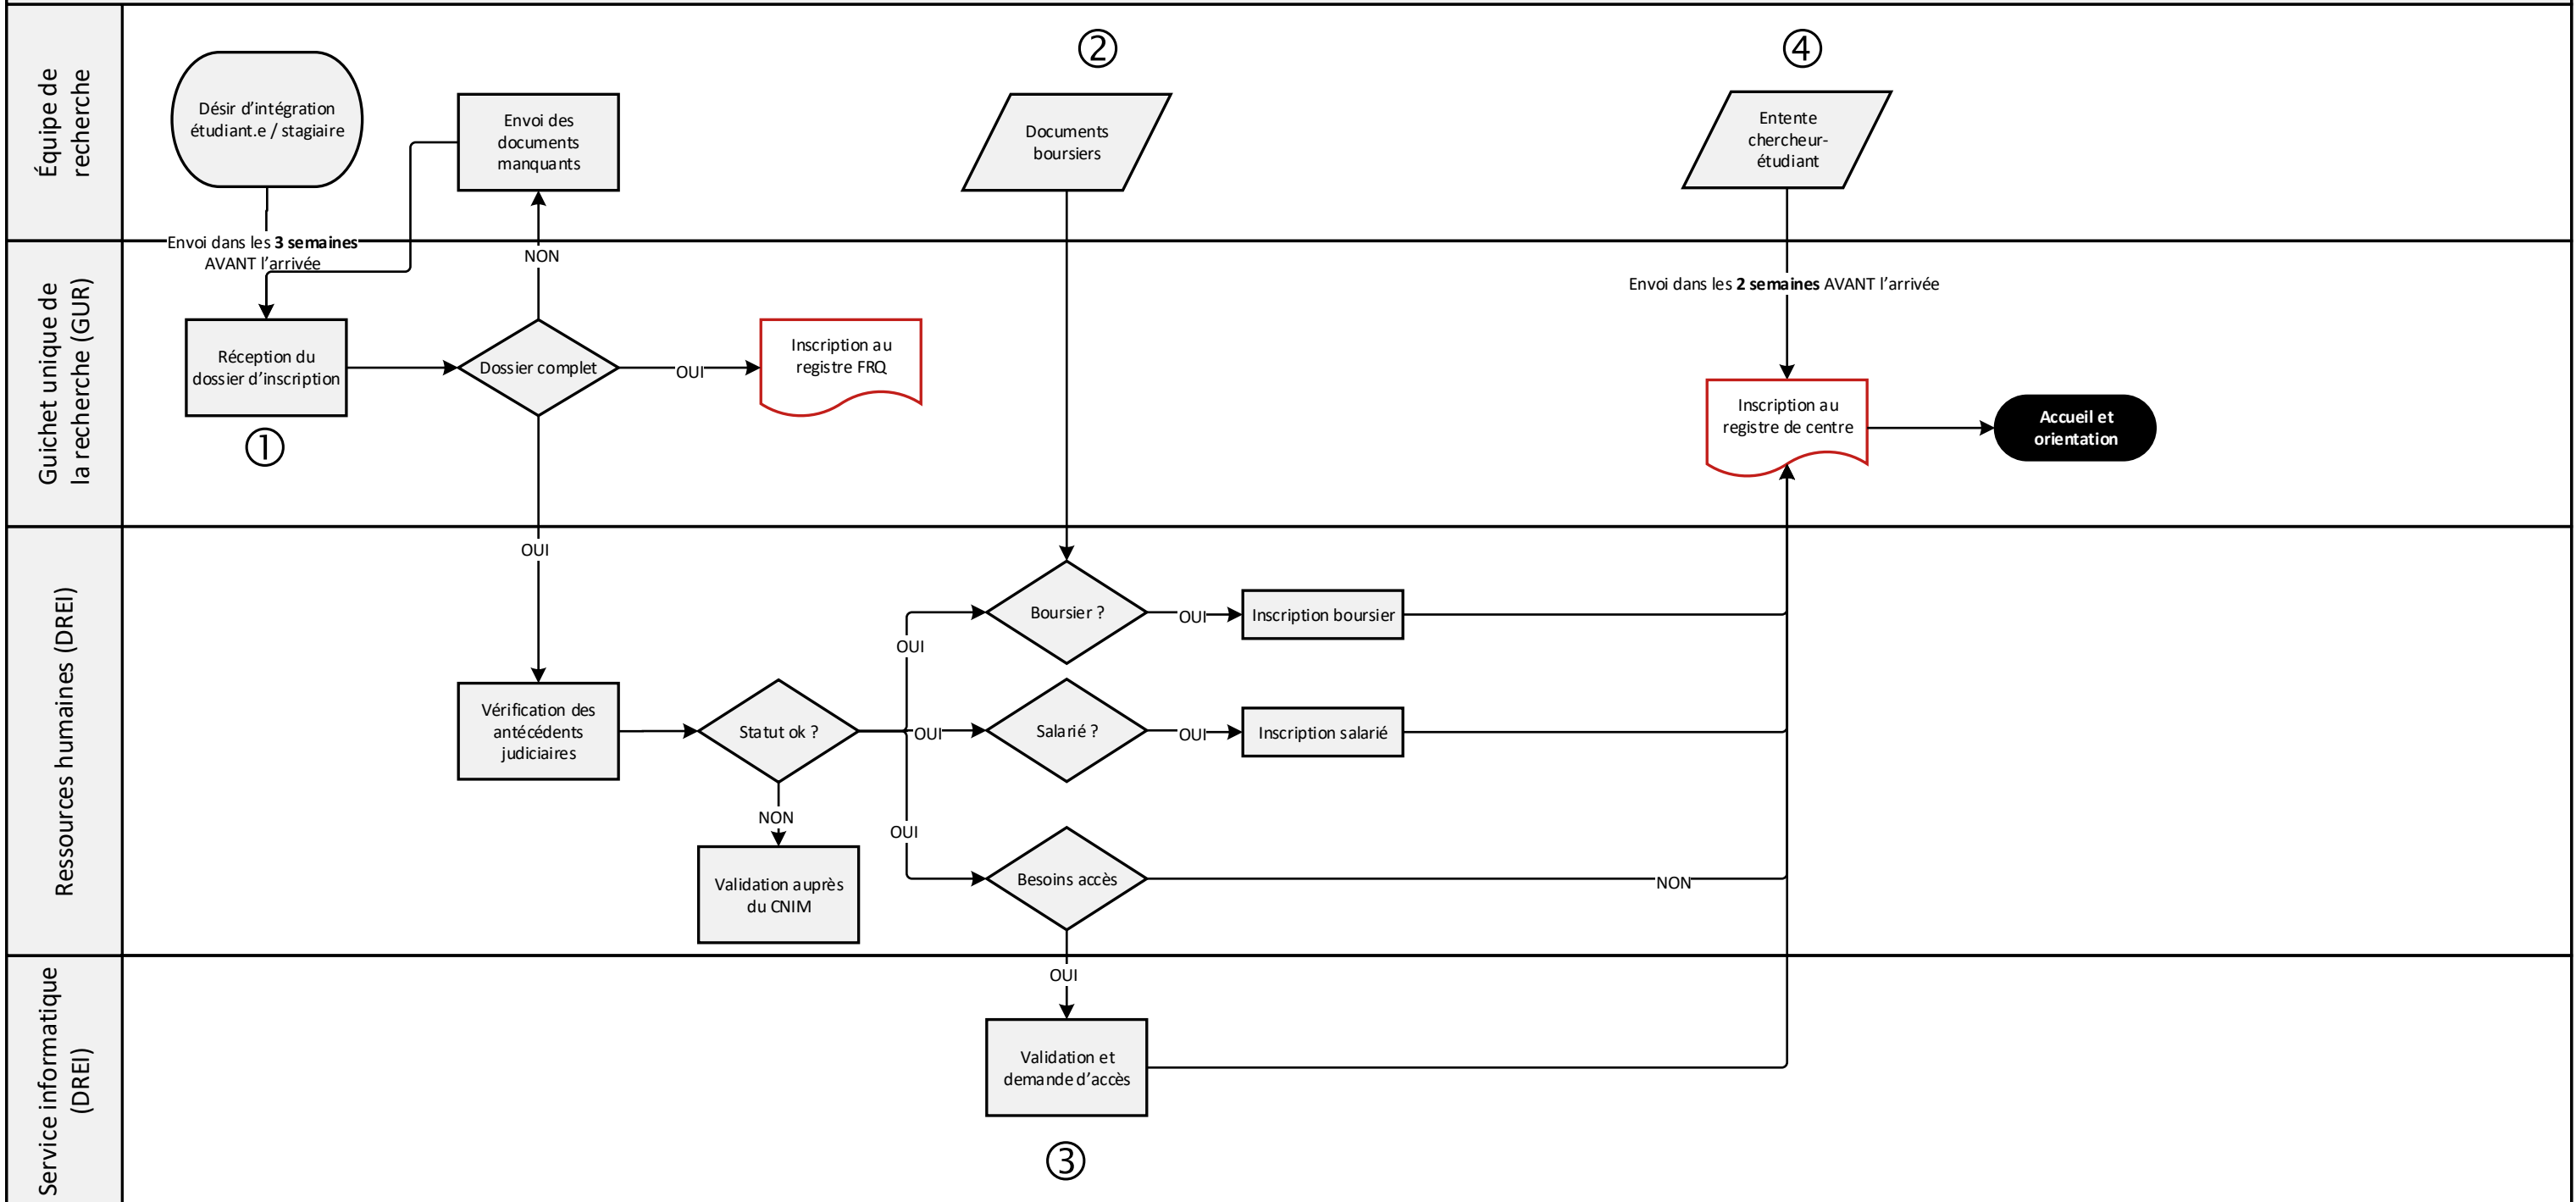 Équipe de
recherche
②
④
Désir d'intégration
étudiant.e / stagiaire
Envoi des
documents
manquants
Documents
boursiers
Entente
chercheur-
étudiant
Envoi dans les 3 semaines
AVANT l'arrivée
NON
Envoi dans les 2 semaines AVANT l'arrivée
Guichet unique de
la recherche (GUR)
Réception du
dossier d'inscription
①
Dossier complet
OUI
Inscription au
registre FRQ
Inscription au
registre de centre
Accueil et
orientation
OUI
Ressources humaines (DREI)
Vérification des
antécédents
judiciaires
Statut ok ?
NON
Validation auprès
du CNIM
OUI
OUI
OUI
Boursier ?
OUI
Inscription boursier
Salarié ?
OUI
Inscription salarié
Besoins accès
NON
OUI
Service informatique
(DREI)
Validation et
demande d'accès
③